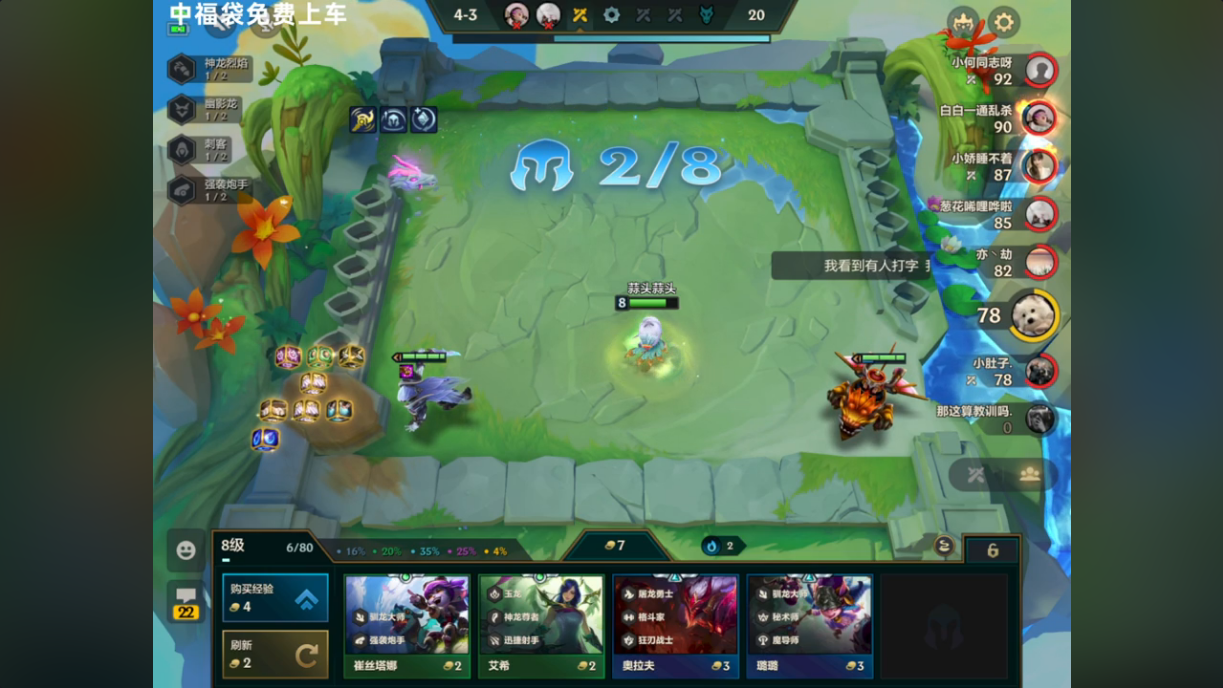 中福袋免费上车
4-3
20
神龙烈焰
1/2
幽影龙
1/2
刺客
1/2
强袭炮手
1/2
2/8
小何同志呀
92
白白一通乱杀
90
小娇睡不着
87
葱花唏哩哗啦
85
亦丶劫
82
78
小肚子.
78
那这算教训吗.
0
我看到有人打字
蒜头蒜头
8
3
8级
6/80
16% 20% 35% 25% 4%
7
2
6
购买经验
4
刷新
2
22
驯龙大师
强袭炮手
崔丝塔娜 2
玉龙
神龙尊者
迅捷射手
艾希 2
屠龙勇士
格斗家
狂刃战士
奥拉夫 3
驯龙大师
秘术师
魔导师
璐璐 3